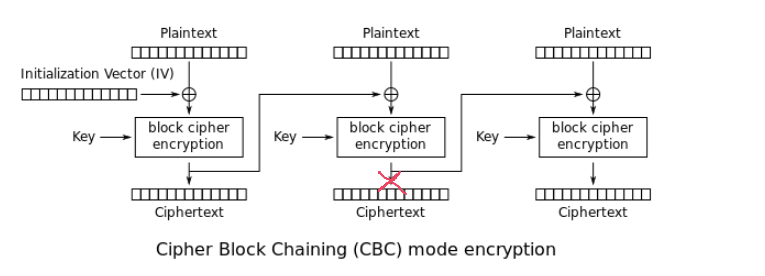 Plaintext
Plaintext
Plaintext
Initialization Vector (IV)
Key
block cipher
encryption
Key
block cipher
encryption
Key
block cipher
encryption
Ciphertext
Ciphertext
Ciphertext
Cipher Block Chaining (CBC) mode encryption